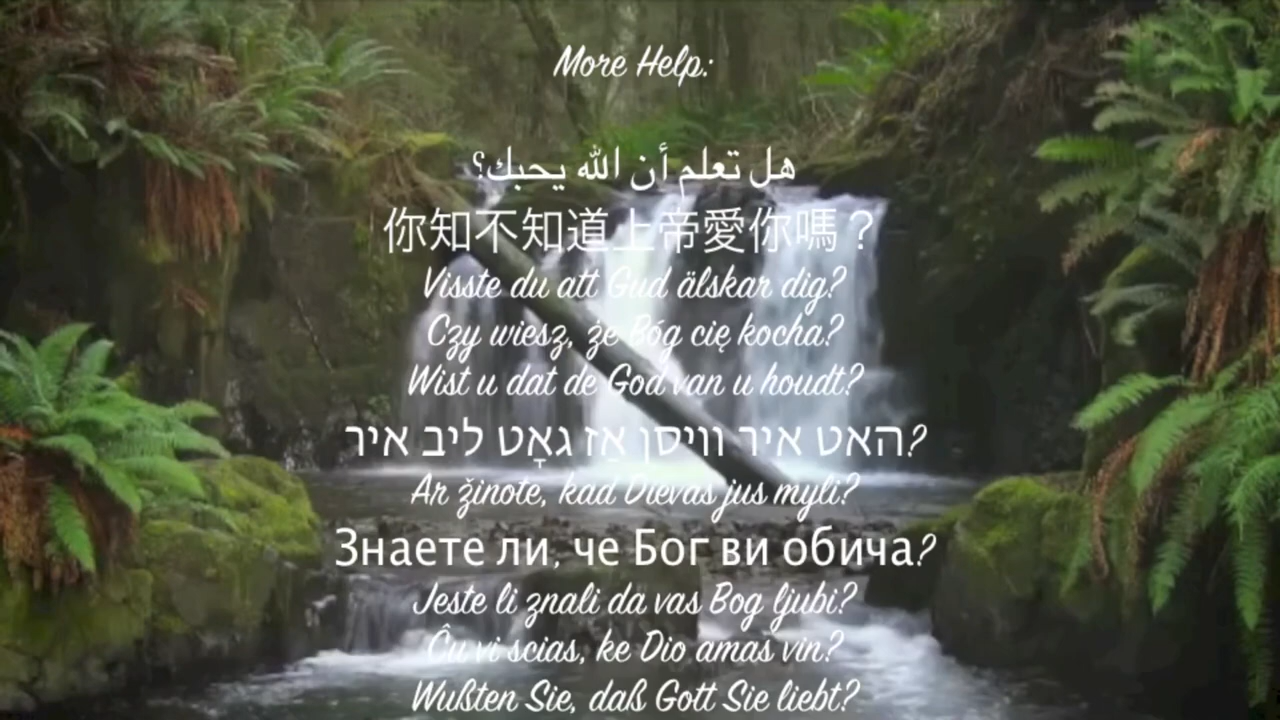 More Help:
هل تعلم أن الله يحبك؟
你知不知道上帝愛你嗎？
Visste du att Gud älskar dig?
Czy wiesz, że Bóg cię kocha?
Wist u dat de God van u houdt?
האט איר וויסן אַז גאָט ליב איר?
Ar žinote, kad Dievas jus myli?
Знаете ли, че Бог ви обича?
Jeste li znali da vas Bog ljubi?
Ĉu vi scias, ke Dio amas vin?
Wußten Sie, daß Gott Sie liebt?